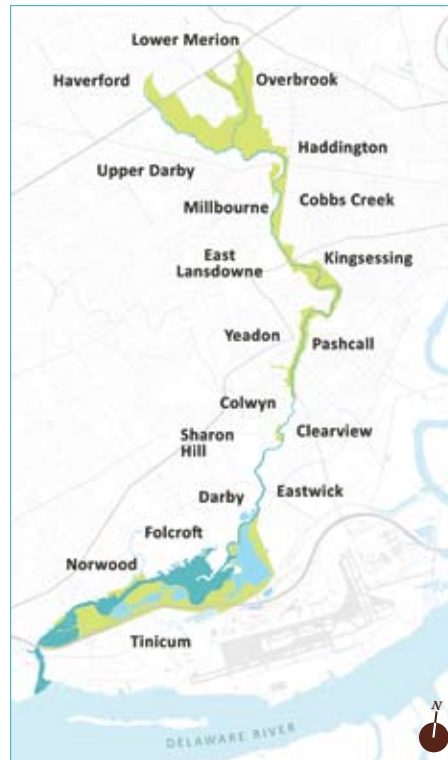 Lower Merion
Haverford
Overbrook
Haddington
Upper Darby
Cobbs Creek
Millbourne
East
Lansdowne
Kingsessing
Yeadon
Pashcall
Colwyn
Clearview
Sharon
Hill
Darby
Eastwick
Folcroft
Norwood
Tinicum
DELAWARE RIVER
N